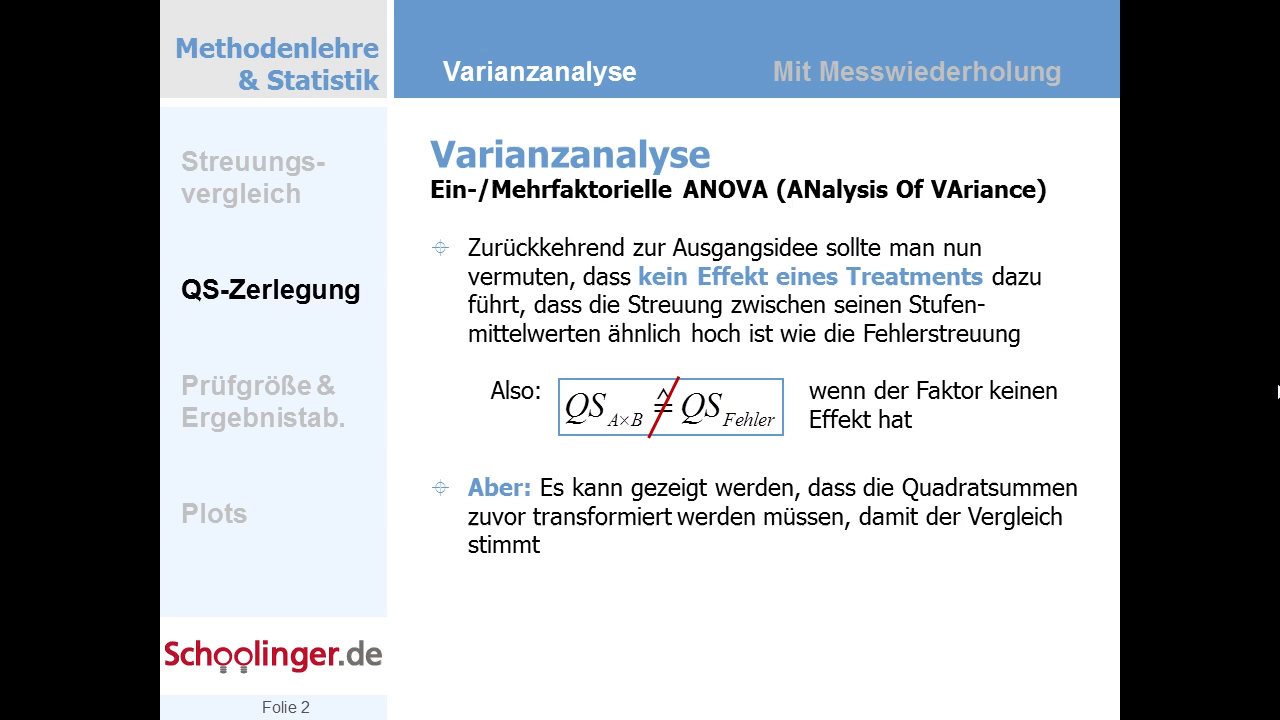 Methodenlehre
& Statistik
Varianzanalyse
Mit Messwiederholung
Streuungs-
vergleich
QS-Zerlegung
Prüfgröße &
Ergebnistab.
Plots
Varianzanalyse
Ein-/Mehrfaktorielle ANOVA (ANalysis Of VAriance)
Zurückkehrend zur Ausgangsidee sollte man nun
vermuten, dass kein Effekt eines Treatments dazu
führt, dass die Streuung zwischen seinen Stufen-
mittelwerten ähnlich hoch ist wie die Fehlerstreuung
Also:
QS A×B ≙ QS Fehler
wenn der Faktor keinen
Effekt hat
Aber: Es kann gezeigt werden, dass die Quadratsummen
zuvor transformiert werden müssen, damit der Vergleich
stimmt
Schoolinger.de
Folie 2